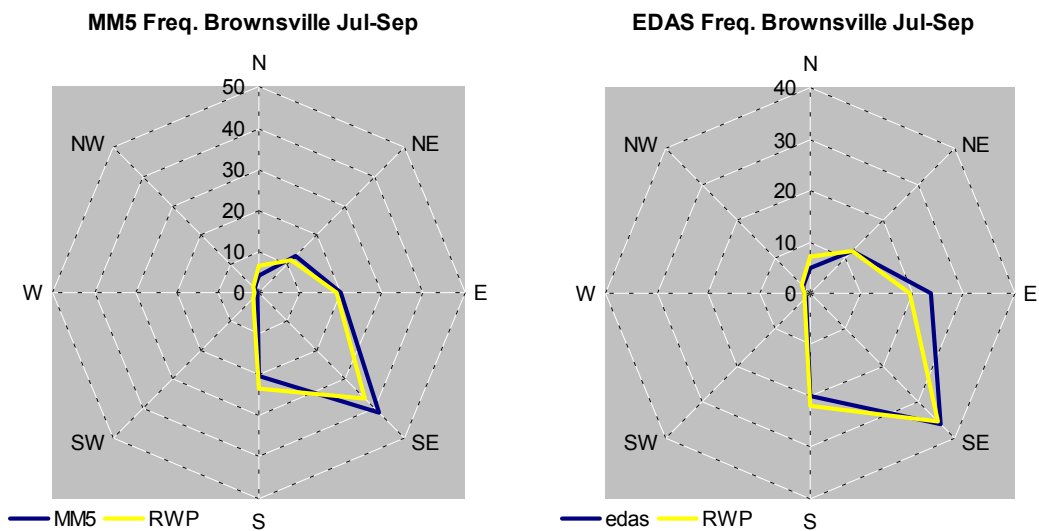 MM5 Freq. Brownsville Jul-Sep
N
50
NW
40
NE
30
20
10
W
0
E
SW
SE
S
MM5
RWP
EDAS Freq. Brownsville Jul-Sep
N
40
NW
30
NE
20
10
W
0
E
SW
SE
S
edas
RWP